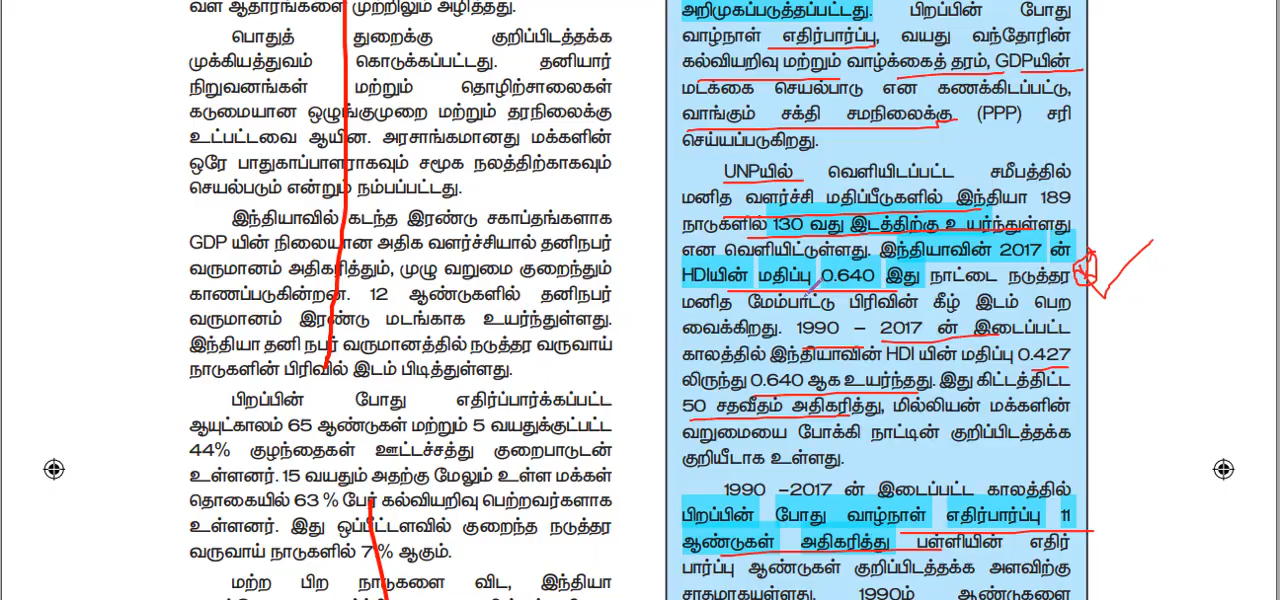 வள ஆதாரங்களை முற்றிலும் அழித்தது.
பொதுத் துறைக்கு குறிப்பிடத்தக்க
முக்கியத்துவம் கொடுக்கப்பட்டது. தனியார்
நிறுவனங்கள் மற்றும் தொழிற்சாலைகள்
கடுமையான ஒழுங்குமுறை மற்றும் தரநிலைக்கு
உட்பட்டவை ஆயின. அரசாங்கமானது மக்களின்
ஒரே பாதுகாப்பாளராகவும் சமூக நலத்திற்காகவும்
செயல்படும் என்றும் நம்பப்பட்டது.
இந்தியாவில் கடந்த இரண்டு சகாப்தங்களாக
GDP யின் நிலையான அதிக வளர்ச்சியால் தனிநபர்
வருமானம் அதிகரித்தும், முழு வறுமை குறைந்தும்
காணப்படுகின்றன. 12 ஆண்டுகளில் தனிநபர்
வருமானம் இரண்டு மடங்காக உயர்ந்துள்ளது.
இந்தியா தனி நபர் வருமானத்தில் நடுத்தர வருவாய்
நாடுகளின் பிரிவில் இடம் பிடித்துள்ளது.
பிறப்பின் போது எதிர்பார்க்கப்பட்ட
ஆயுட்காலம் 65 ஆண்டுகள் மற்றும் 5 வயதுக்குட்பட்ட
44% குழந்தைகள் ஊட்டச்சத்து குறைபாடுடன்
உள்ளனர். 15 வயதும் அதற்கு மேலும் உள்ள மக்கள்
தொகையில் 63 % பேர் கல்வியறிவு பெற்றவர்களாக
உள்ளனர். இது ஒப்பீட்டளவில் குறைந்த நடுத்தர
வருவாய் நாடுகளில் 7 % ஆகும்.
மற்ற பிற நாடுகளை விட, இந்தியா
அறிமுகப்படுத்தப்பட்டது. பிறப்பின் போது
வாழ்நாள் எதிர்பார்ப்பு, வயது வந்தோரின்
கல்வியறிவு மற்றும் வாழ்க்கைத் தரம், GDPயின்
மடக்கை செயல்பாடு என கணக்கிடப்பட்டு,
வாங்கும் சக்தி சமநிலைக்கு (PPP) சரி
செய்யப்படுகிறது.
UNPயில் வெளியிடப்பட்ட சமீபத்தில்
மனித வளர்ச்சி மதிப்பீடுகளில் இந்தியா 189
நாடுகளில் 130 வது இடத்திற்கு உயர்ந்துள்ளது
என வெளியிட்டுள்ளது. இந்தியாவின் 2017 ன்
HDIயின் மதிப்பு 0.640 இது நாட்டை நடுத்தர
மனித மேம்பாட்டு பிரிவின் கீழ் இடம் பெற
வைக்கிறது. 1990 – 2017 ன் இடைப்பட்ட
காலத்தில் இந்தியாவின் HDI யின் மதிப்பு 0.427
லிருந்து 0.640 ஆக உயர்ந்தது. இது கிட்டத்திட்ட
50 சதவீதம் அதிகரித்து, மில்லியன் மக்களின்
வறுமையை போக்கி நாட்டின் குறிப்பிடத்தக்க
குறியீடாக உள்ளது.
1990 –2017 ன் இடைப்பட்ட காலத்தில்
பிறப்பின் போது வாழ்நாள் எதிர்பார்ப்பு 11
ஆண்டுகள் அதிகரித்து பள்ளியின் எதிர்
பார்ப்பு ஆண்டுகள் குறிப்பிடத்தக்க அளவிற்கு
சாதமாகயுள்ளது. 1990ம் ஆண்டுகளை